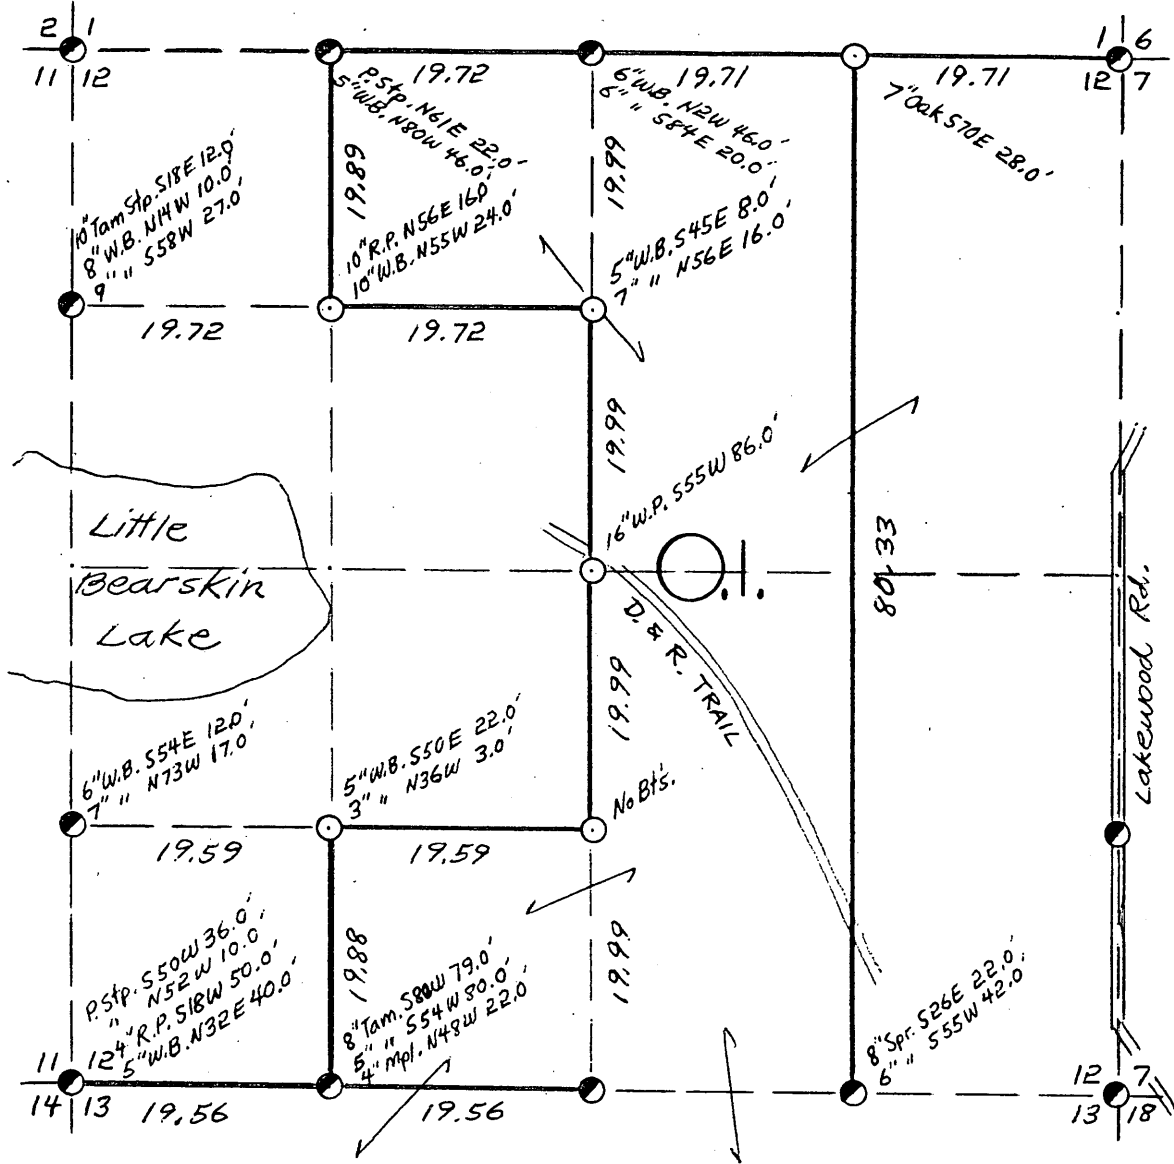 2 1
11 12
1 6
12 7
19.72
19.71
19.71
P. Stp. N61E 22.0'
5" W.B. N80W 46.0'
6" W.B. N2W 46.0'
6" " S84E 20.0'
7" Oak S70E 28.0'
19.89
19.99
10" Tam Stp. S18E 12.0'
8" W.B. N14W 10.0'
9" " S58W 27.0'
10" R.P. N56E 16.0'
10" W.B. N55W 24.0'
5" W.B. S45E 8.0'
7" " N56E 16.0'
19.72
19.72
19.99
16" W.P. S55W 86.0'
Little
Bearskin
Lake
O.I.
80.33
D. & R. TRAIL
Lakewood Rd.
19.99
6" W.B. S54E 12.0'
7" " N73W 17.0'
5" W.B. S50E 22.0'
3" " N36W 3.0'
No Bt's.
19.59
19.59
19.88
19.99
P. Stp. S50W 36.0'
" N52W 10.0'
4" R.P. S18W 50.0'
5" W.B. N32E 40.0'
8" Tam. S80W 79.0'
5" " S54W 80.0'
4" Mpl. N48W 22.0'
8" Spr. S26E 22.0'
6" " S55W 42.0'
11 12
14 13
19.56
19.56
12 7
13 18